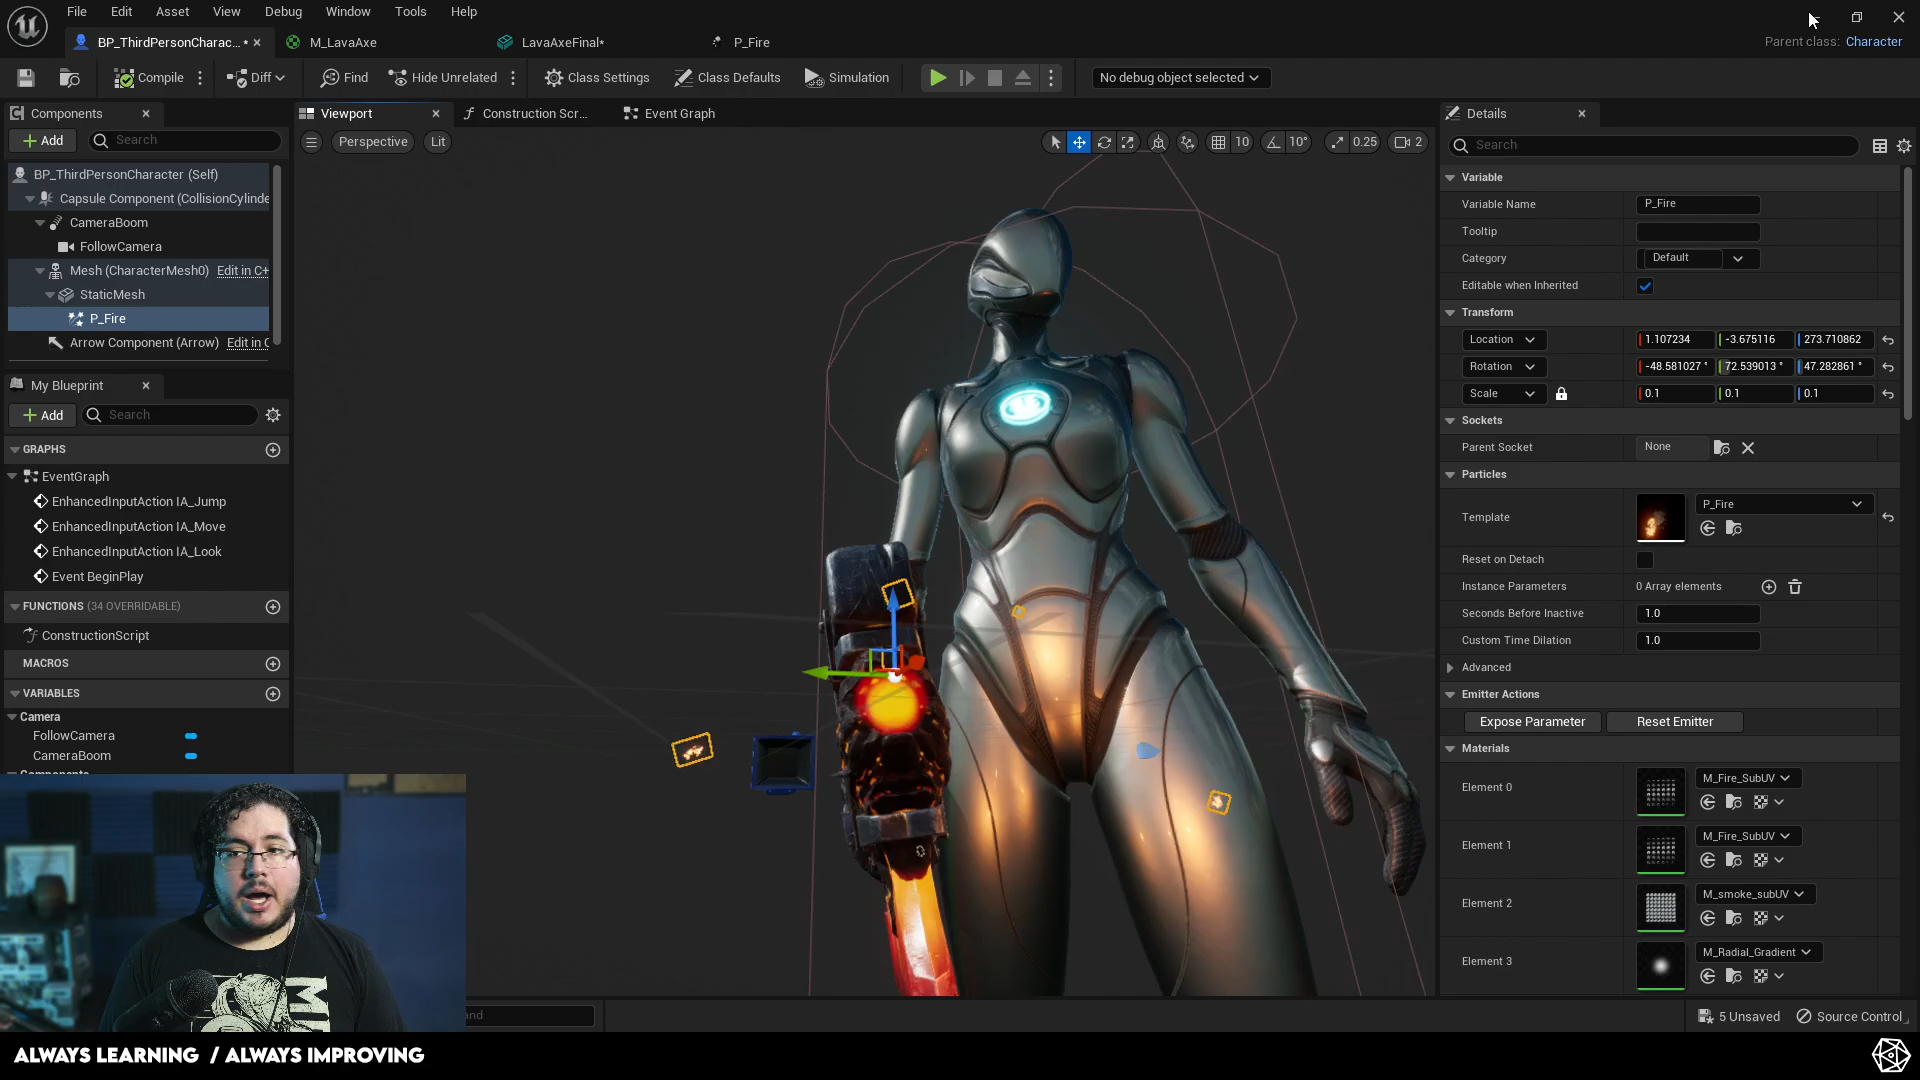 File Edit Asset View Debug Window Tools Help
BP_ThirdPersonCharac... *
M_LavaAxe
LavaAxeFinal*
P_Fire
Parent class: Character
Compile
Diff
Find
Hide Unrelated
Class Settings
Class Defaults
Simulation
No debug object selected
Components
Add
Search
BP_ThirdPersonCharacter (Self)
Capsule Component (CollisionCylinde
CameraBoom
FollowCamera
Mesh (CharacterMesh0) Edit in C+
StaticMesh
P_Fire
Arrow Component (Arrow) Edit in C
My Blueprint
Add
Search
GRAPHS
EventGraph
EnhancedInputAction IA_Jump
EnhancedInputAction IA_Move
EnhancedInputAction IA_Look
Event BeginPlay
FUNCTIONS (34 OVERRIDABLE)
ConstructionScript
MACROS
VARIABLES
Camera
FollowCamera
CameraBoom
Viewport
Construction Scr...
Event Graph
Perspective
Lit
10
10°
0.25
2
Details
Search
Variable
Variable Name P_Fire
Tooltip
Category Default
Editable when Inherited
Transform
Location 1.107234 -3.675116 273.710862
Rotation -48.581027 ° 72.539013 ° 47.282861 °
Scale 0.1 0.1 0.1
Sockets
Parent Socket None
Particles
Template P_Fire
Reset on Detach
Instance Parameters 0 Array elements
Seconds Before Inactive 1.0
Custom Time Dilation 1.0
Advanced
Emitter Actions
Expose Parameter Reset Emitter
Materials
Element 0 M_Fire_SubUV
Element 1 M_Fire_SubUV
Element 2 M_smoke_subUV
Element 3 M_Radial_Gradient
5 Unsaved
Source Control
ALWAYS LEARNING / ALWAYS IMPROVING